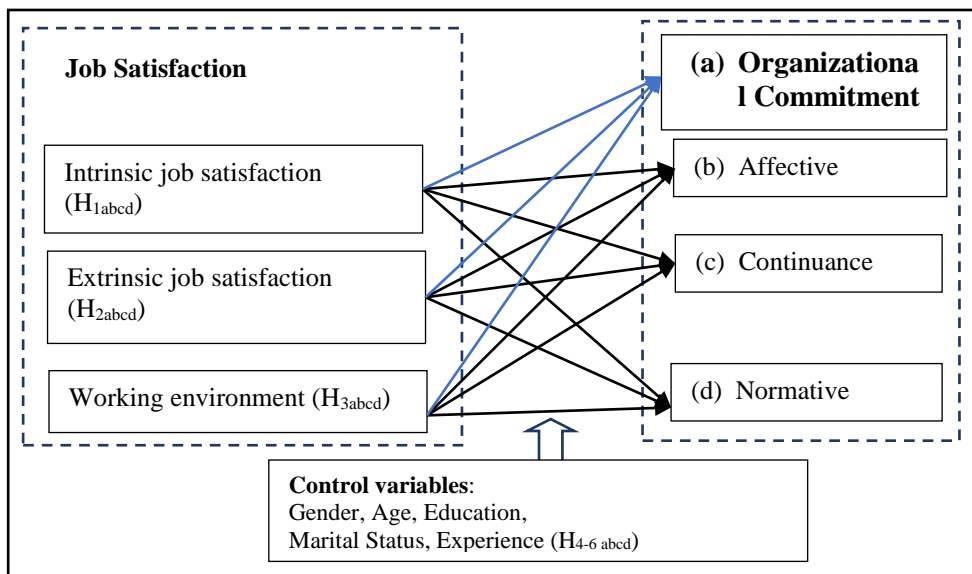 Job Satisfaction
Intrinsic job satisfaction
(H1abcd)
Extrinsic job satisfaction
(H2abcd)
Working environment (H3abcd)
(a) Organizationa
l Commitment
(b) Affective
(c) Continuance
(d) Normative
Control variables:
Gender, Age, Education,
Marital Status, Experience (H4-6 abcd)